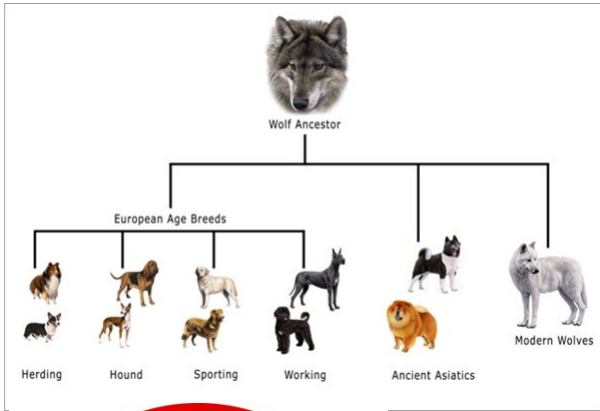 Wolf Ancestor
European Age Breeds
Modern Wolves
Herding
Hound
Sporting
Working
Ancient Asiatics